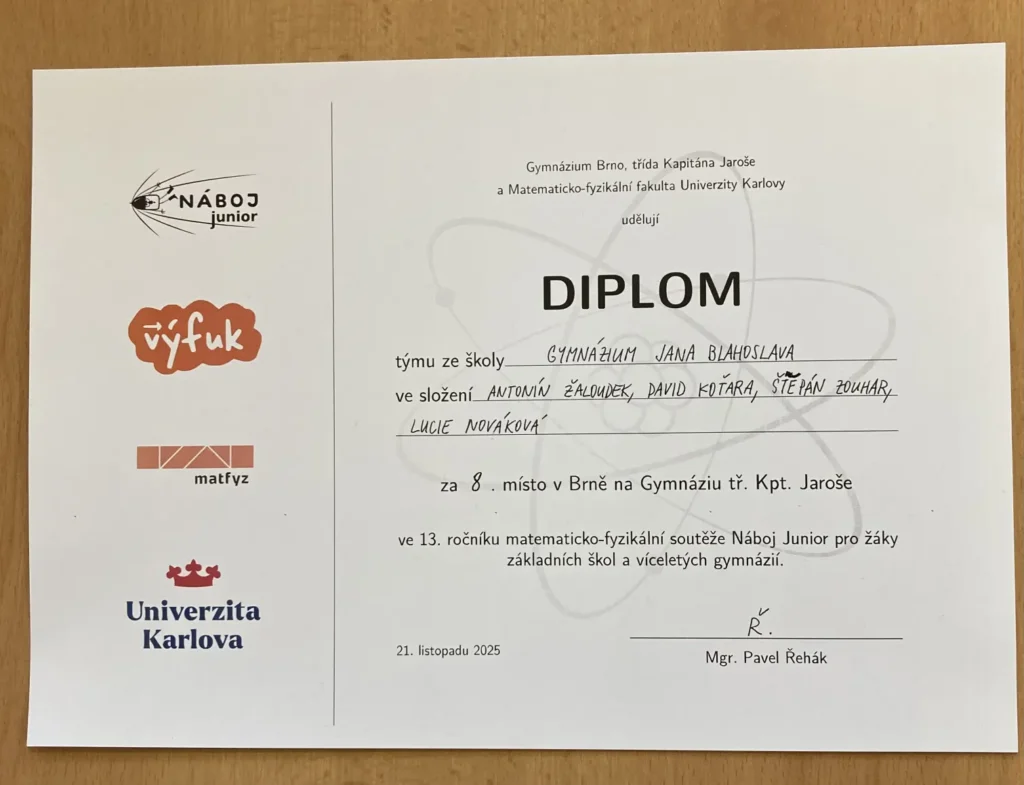 NÁBOJ
junior
výfuk
matfyz
Univerzita
Karlova
Gymnázium Brno, třída Kapitána Jaroše
a Matematicko-fyzikální fakulta Univerzity Karlovy
udělují
DIPLOM
týmu ze školy GYMNÁZIUM JANA BLAHOSLAVA
ve složení ANTONÍN ŽALOUDEK, DAVID KOŤARA, ŠTĚPÁN ZOUHAR,
LUCIE NOVÁKOVÁ
za 8. místo v Brně na Gymnáziu tř. Kpt. Jaroše
ve 13. ročníku matematicko-fyzikální soutěže Náboj Junior pro žáky
základních škol a víceletých gymnázií.
Ř.
21. listopadu 2025
Mgr. Pavel Řehák